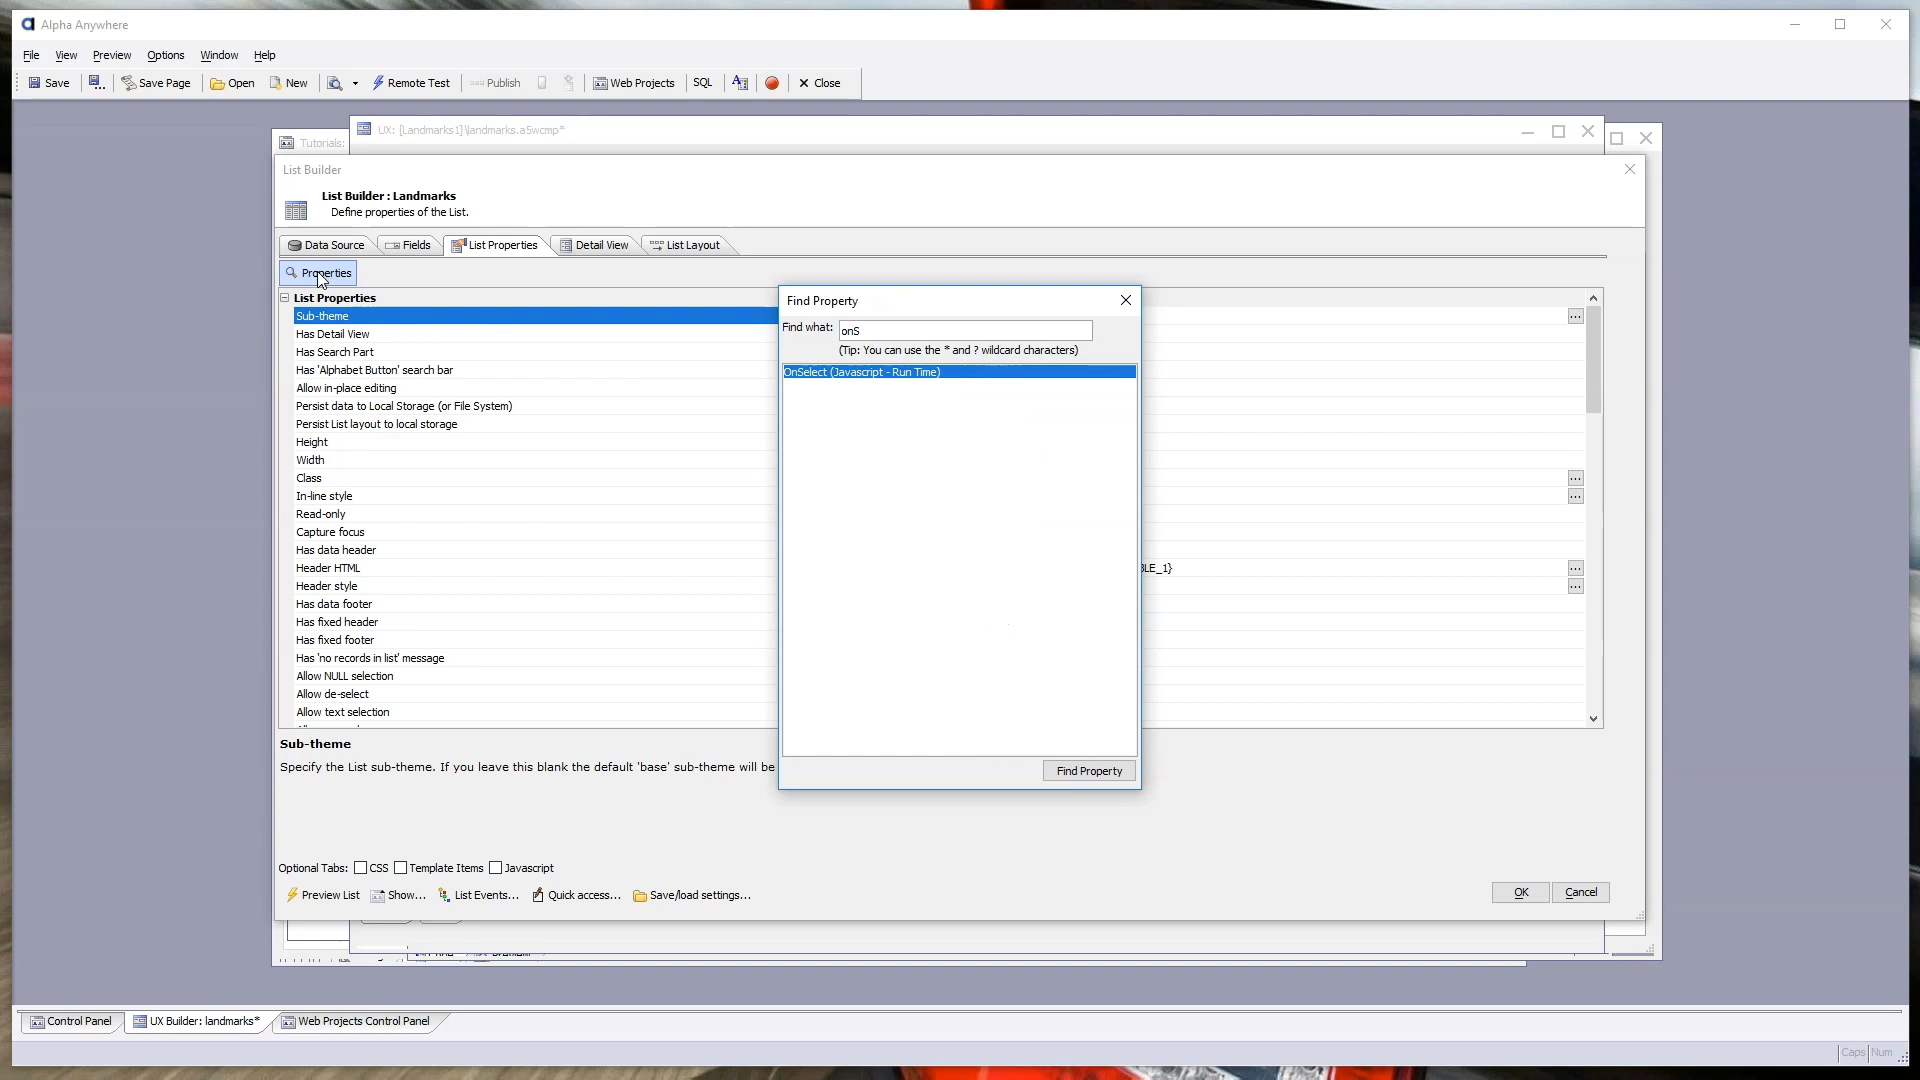 Alpha Anywhere
File View Preview Options Window Help
Save Save Page Open New Remote Test Publish Web Projects SQL Close
UX: [Landmarks1]\landmarks.a5wcmp*
Tutorials:
List Builder
List Builder : Landmarks
Define properties of the List.
Data Source Fields List Properties Detail View List Layout
Properties
List Properties
Sub-theme
Has Detail View
Has Search Part
Has 'Alphabet Button' search bar
Allow in-place editing
Persist data to Local Storage (or File System)
Persist List layout to local storage
Height
Width
Class
In-line style
Read-only
Capture focus
Has data header
Header HTML
BLE_1}
Header style
Has data footer
Has fixed header
Has fixed footer
Has 'no records in list' message
Allow NULL selection
Allow de-select
Allow text selection
Find Property
Find what: onS
(Tip: You can use the * and ? wildcard characters)
OnSelect (Javascript - Run Time)
Find Property
Sub-theme
Specify the List sub-theme. If you leave this blank the default 'base' sub-theme will be
Optional Tabs: CSS Template Items Javascript
Preview List Show... List Events... Quick access... Save/load settings...
OK Cancel
Control Panel UX Builder: landmarks* Web Projects Control Panel
Caps Num